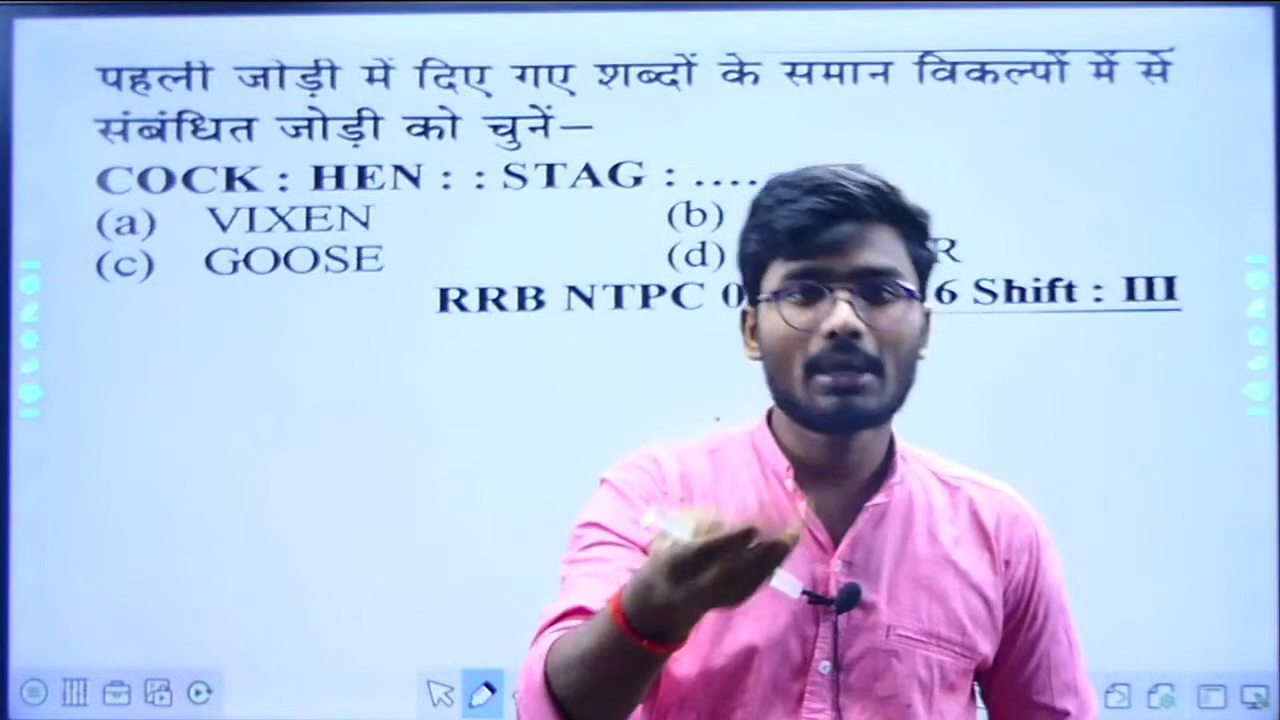 पहली जोड़ी में दिए गए शब्दों के समान विकल्पों में से
संबंधित जोड़ी को चुनें–
COCK : HEN : : STAG : ....
(a) VIXEN (b)
(c) GOOSE (d) R
RRB NTPC 0 6 Shift : III